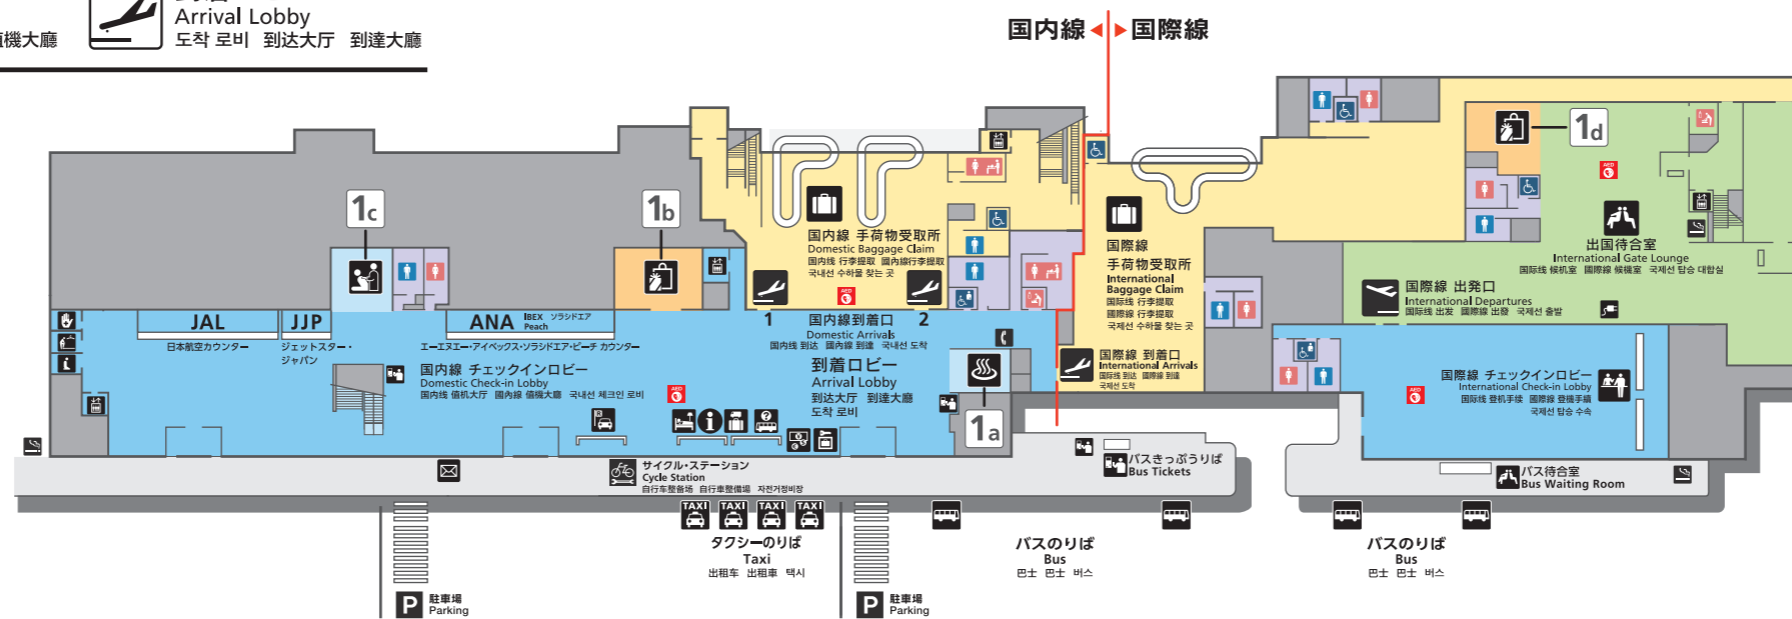 値機大廳
Arrival Lobby
도착 로비 到达大厅 到達大廳
国内線
国際線
1d
1c
1b
国内線 手荷物受取所
Domestic Baggage Claim
国内线 行李提取 國內線行李提取
국내선 수하물 찾는 곳
国際線
手荷物受取所
International
Baggage Claim
国际线 行李提取
國際線 行李提取
국제선 수하물 찾는 곳
出国待合室
International Gate Lounge
国际线 候机室 國際線 候機室 국제선 탑승 대합실
国際線 出発口
International Departures
国际线 出发 國際線 出發 국제선 출발
AED
AED
AED
AED
JAL
日本航空カウンター
JJP
ジェットスター・
ジャパン
ANA
IBEX ソラシドエア
Peach
エーエヌエー・アイベックス・ソラシドエア・ピーチ カウンター
1
国内線到着口
2
Domestic Arrivals
国内线 到达 國內線 到達 국내선 도착
到着ロビー
Arrival Lobby
到达大厅 到達大廳
도착 로비
国際線 到着口
International Arrivals
国际线 到达 國際線 到達
국제선 도착
国内線 チェックインロビー
Domestic Check-in Lobby
国内线 值机大厅 國內線 值機大廳 국내선 체크인 로비
国際線 チェックインロビー
International Check-in Lobby
国际线 登机手续 國際線 登機手續
국제선 탑승 수속
1a
サイクル・ステーション
Cycle Station
自行车整备场 自行車整備場 자전거정비장
バスきっぷうりば
Bus Tickets
バス待合室
Bus Waiting Room
TAXI
TAXI
TAXI
TAXI
タクシーのりば
Taxi
出租车 出租車 택시
バスのりば
Bus
巴士 巴士 버스
バスのりば
Bus
巴士 巴士 버스
P
駐車場
Parking
P
駐車場
Parking